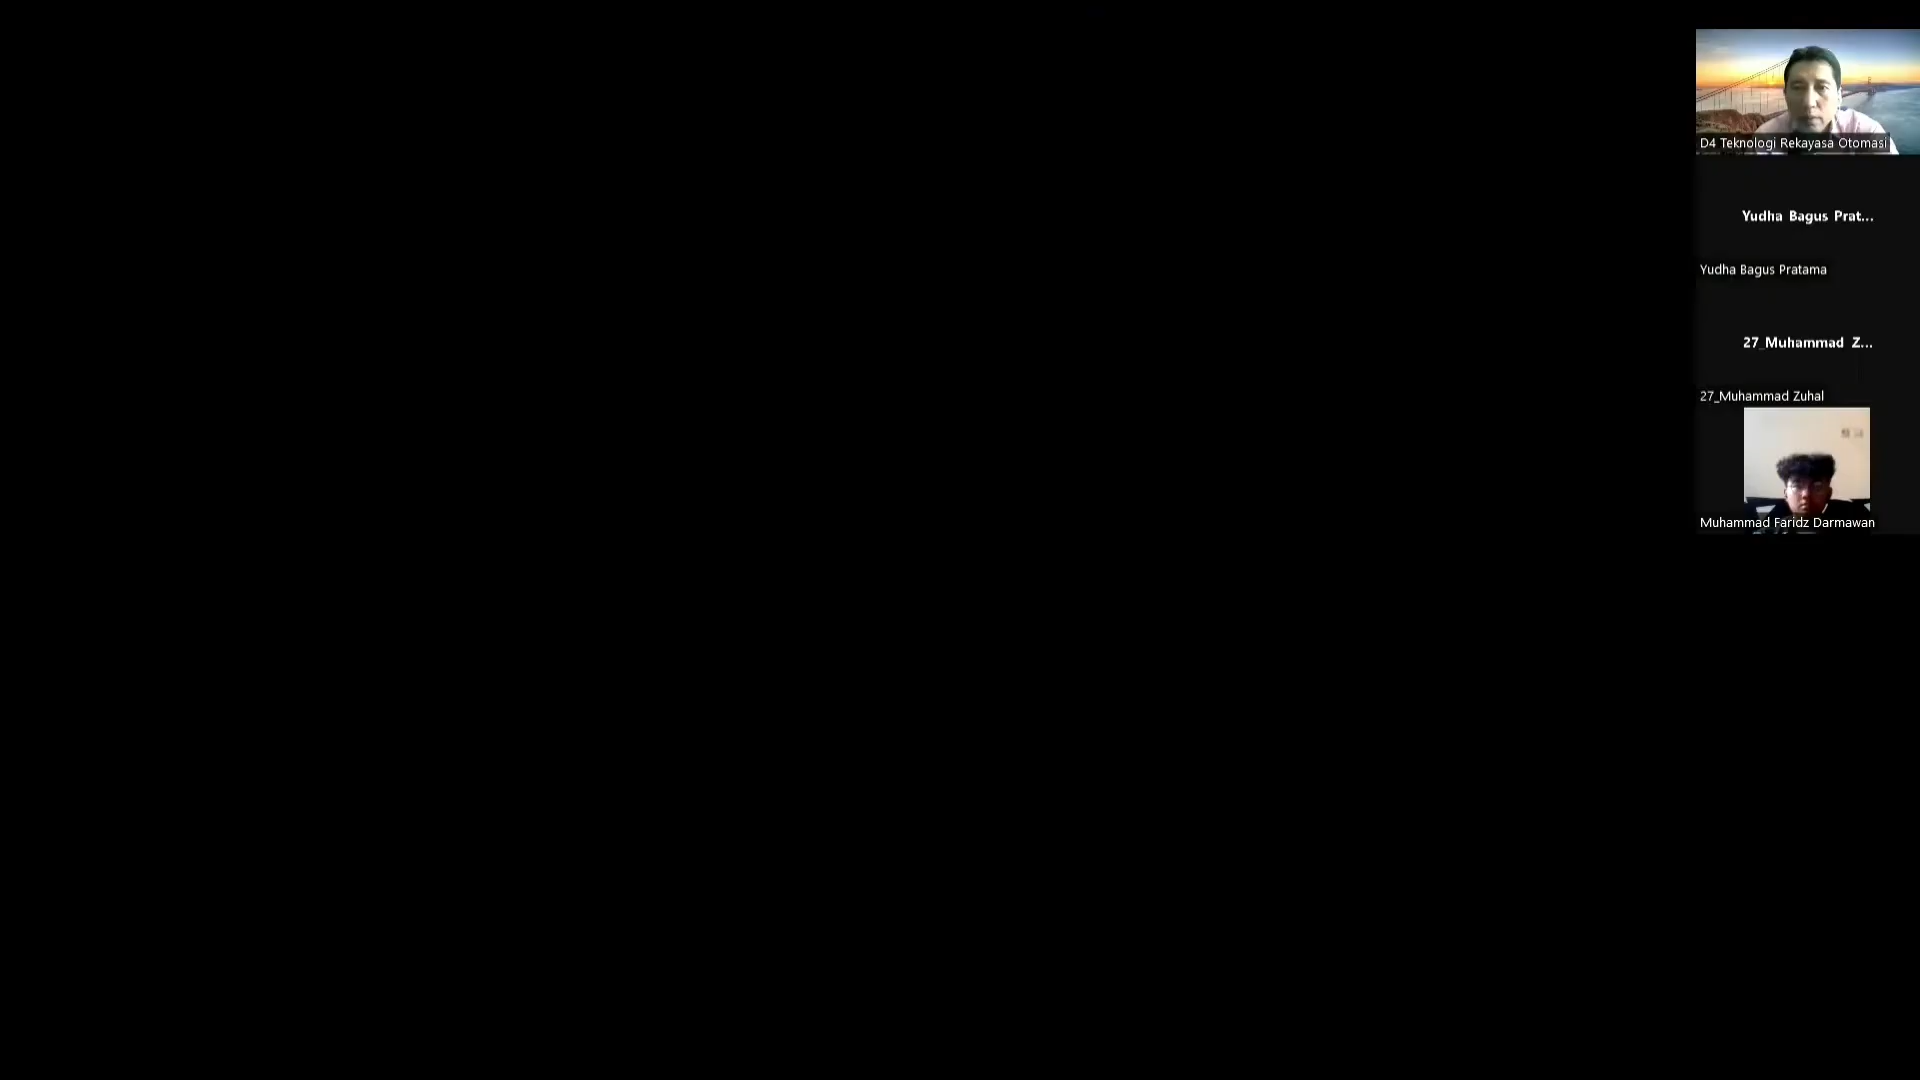 D4 Teknologi Rekayasa Otomasi
Yudha Bagus Prat...
Yudha Bagus Pratama
27_Muhammad Z...
27_Muhammad Zuhal
Muhammad Faridz Darmawan